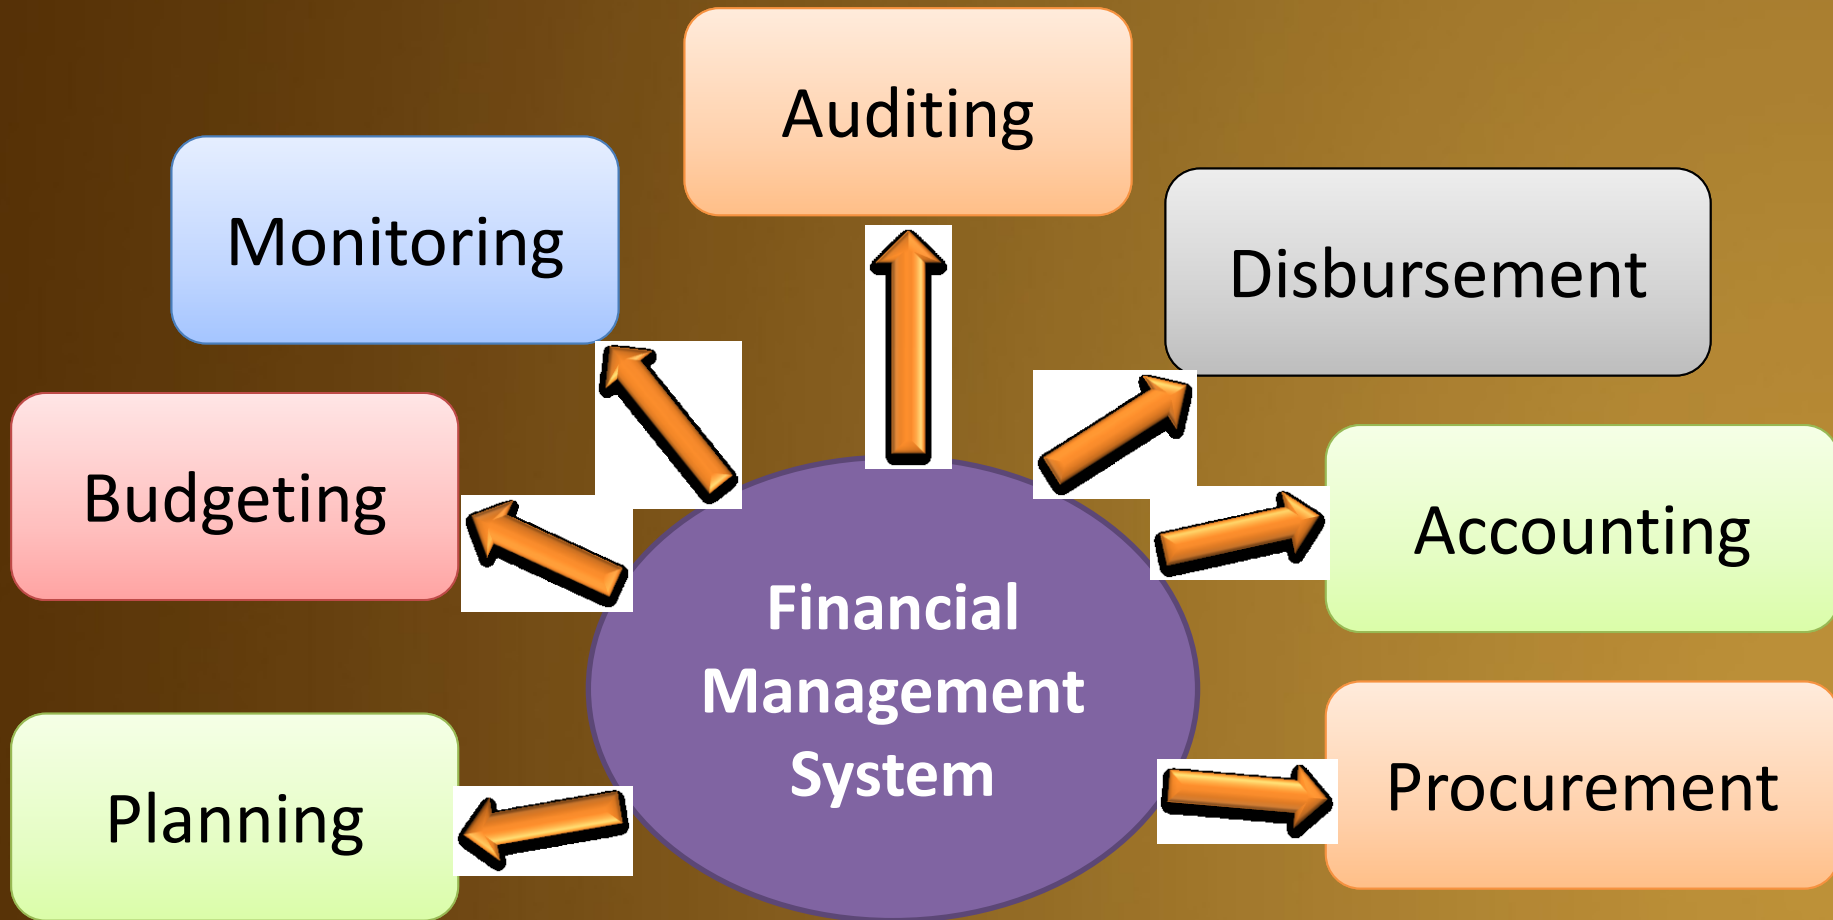 Auditing
Monitoring
Disbursement
Budgeting
Accounting
Financial
Management
System
Planning
Procurement